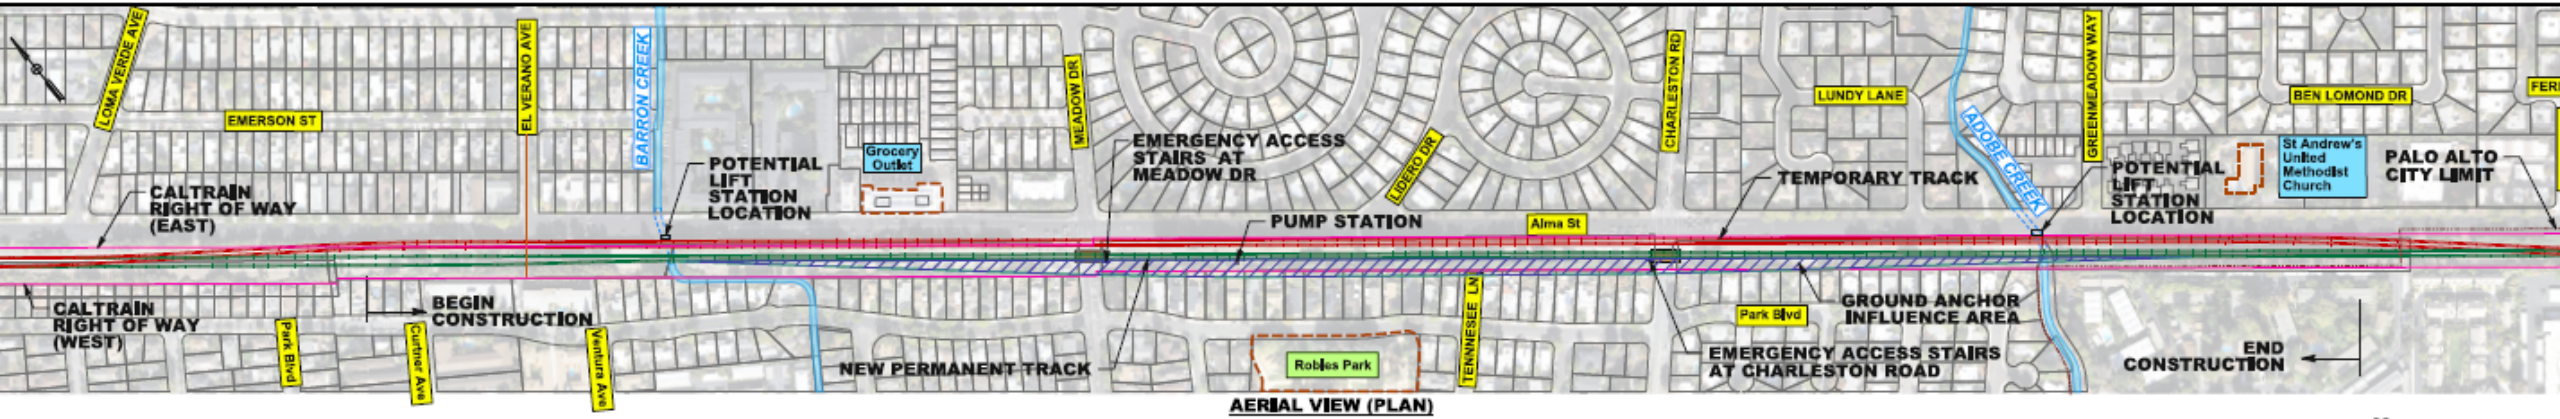 LOMA VERDE AVE
EMERSON ST
EL VERANO AVE
BARRON CREEK
Grocery
Outlet
MEADOW DR
LIDERO DR
CHARLESTON RD
LUNDY LANE
ADOBE CREEK
GREENMEADOW WAY
BEN LOMOND DR
FER
St Andrew's
United
Methodist
Church
PALO ALTO
CITY LIMIT
CALTRAIN
RIGHT OF WAY
(EAST)
POTENTIAL
LIFT
STATION
LOCATION
EMERGENCY ACCESS
STAIRS AT
MEADOW DR
PUMP STATION
Alma St
TEMPORARY TRACK
POTENTIAL
LIFT
STATION
LOCATION
CALTRAIN
RIGHT OF WAY
(WEST)
Park Blvd
BEGIN
CONSTRUCTION
Curtner Ave
Ventura Ave
NEW PERMANENT TRACK
Robles Park
TENNNESEE LN
Park Blvd
GROUND ANCHOR
INFLUENCE AREA
EMERGENCY ACCESS STAIRS
AT CHARLESTON ROAD
END
CONSTRUCTION
AERIAL VIEW (PLAN)